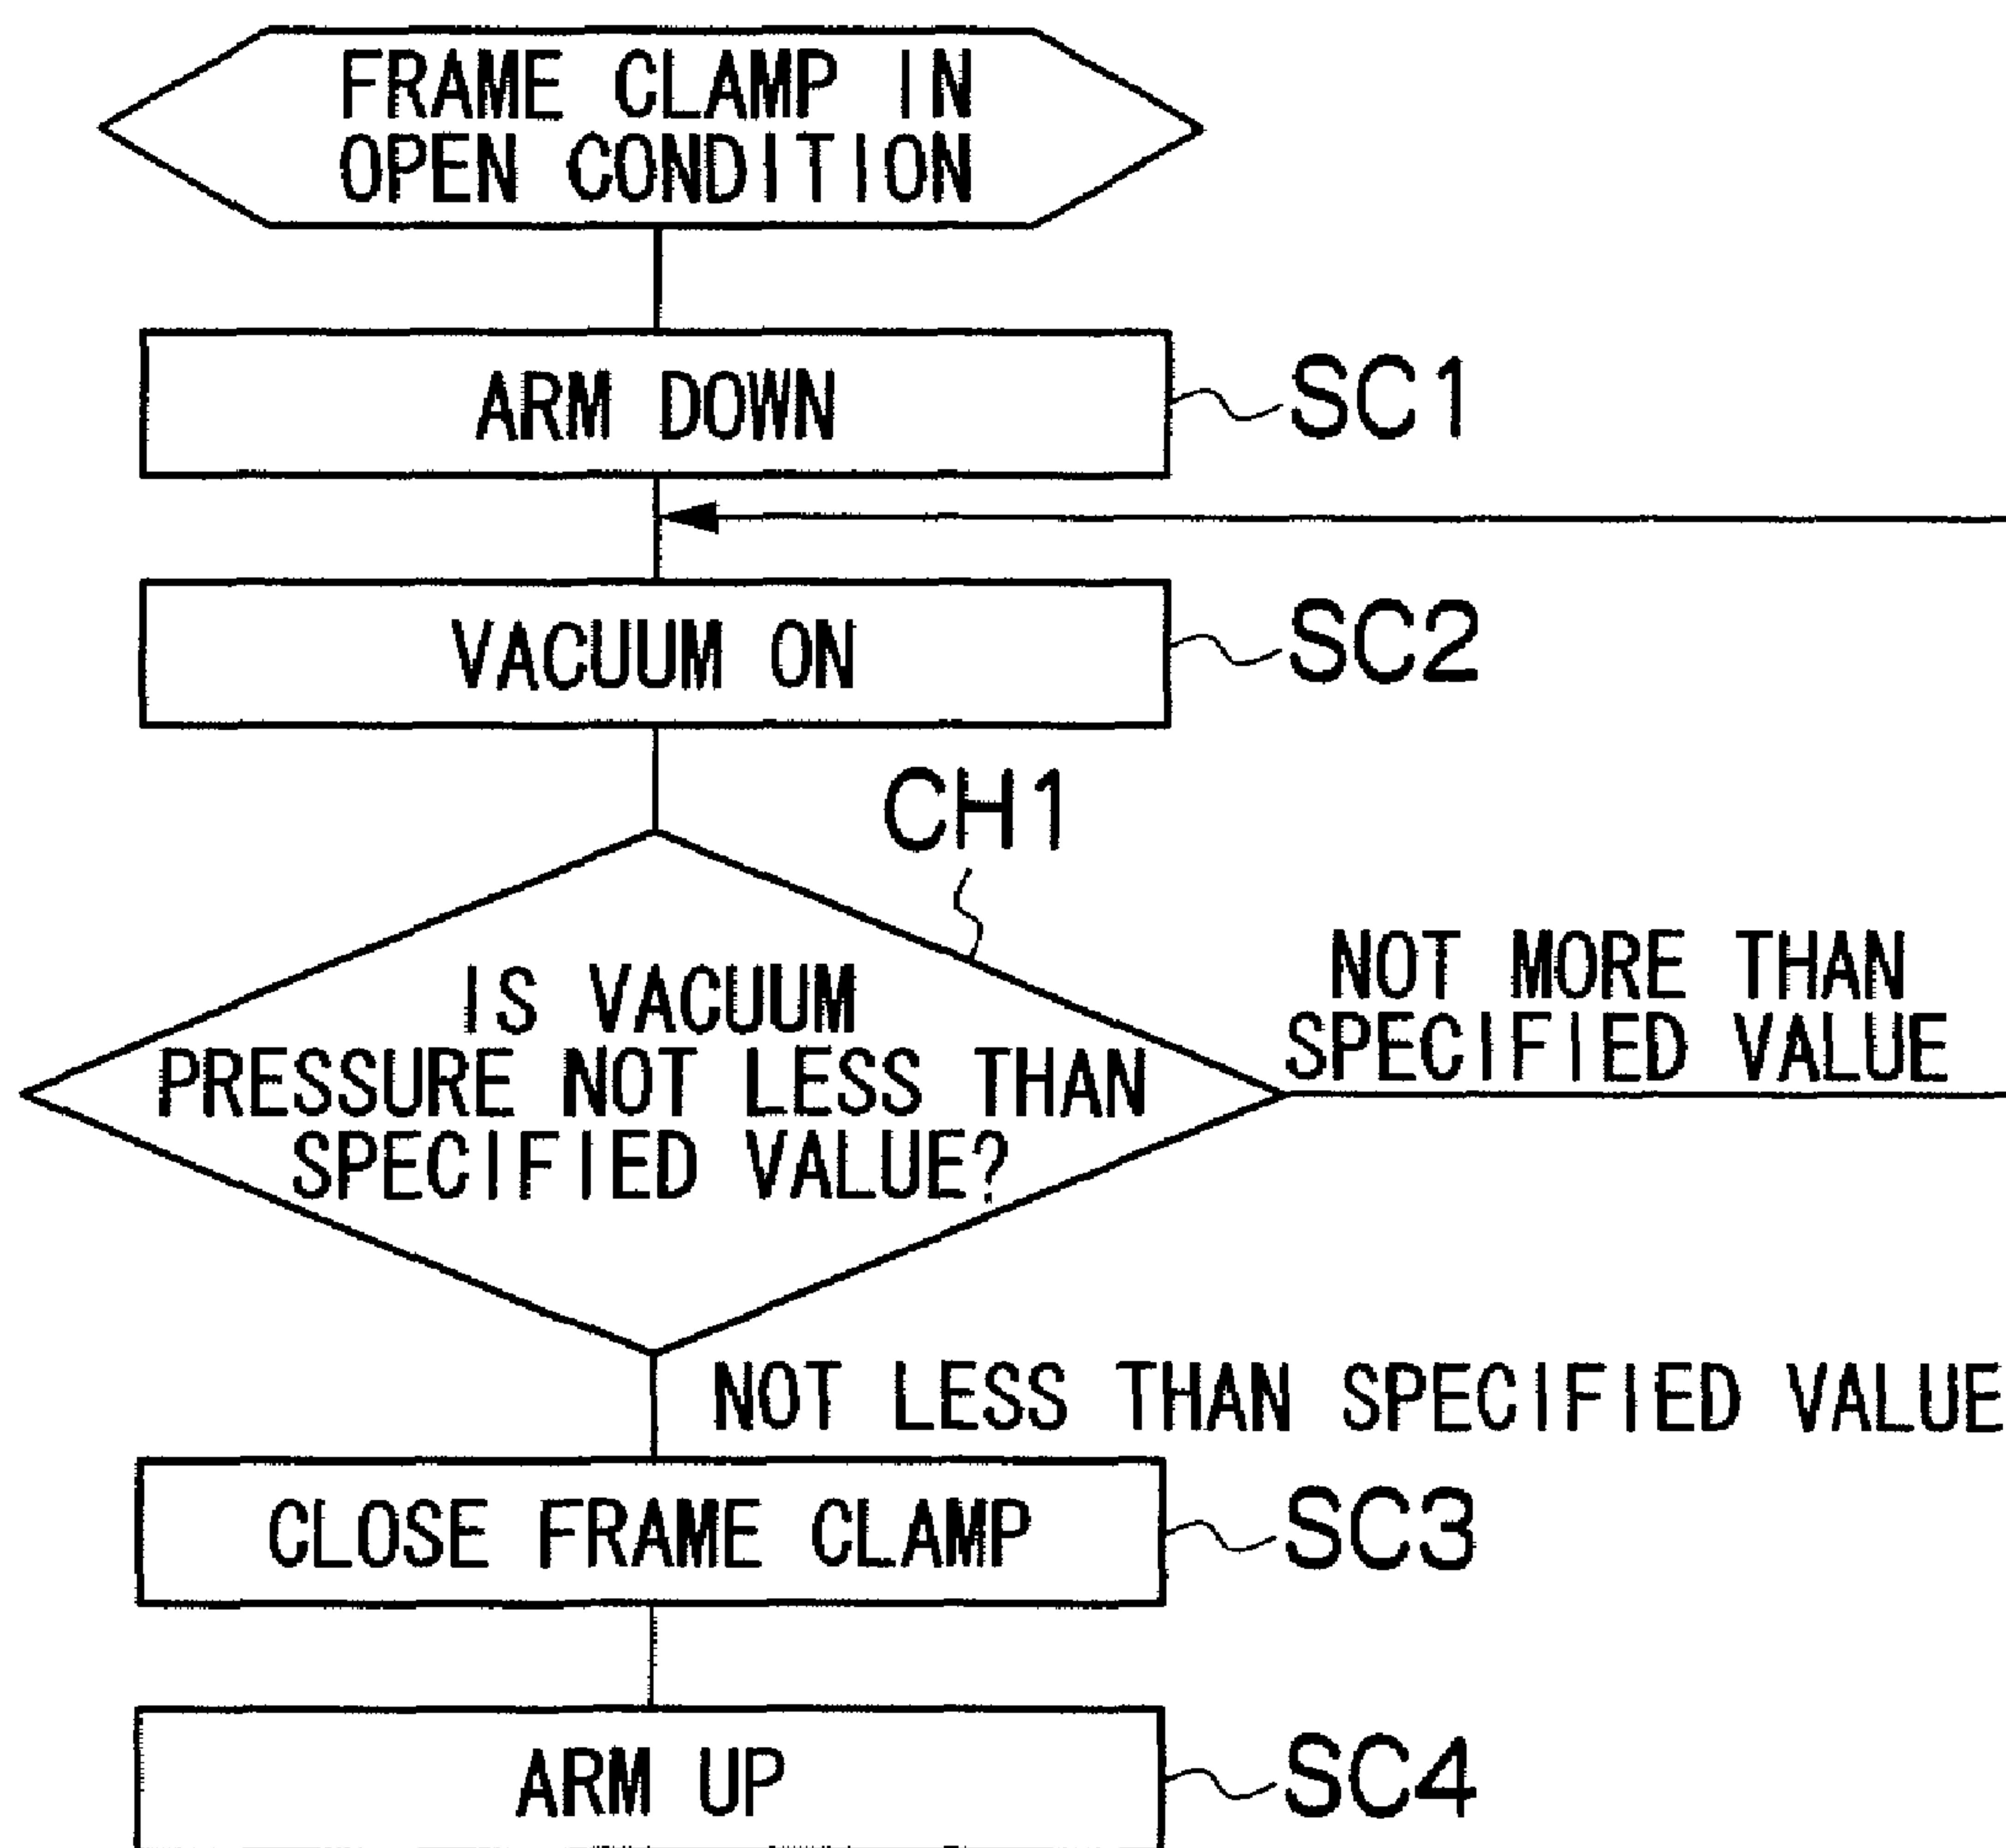 FRAME CLAMP IN
OPEN CONDITION
ARM DOWN
SC1
VACUUM ON
SC2
CH1
IS VACUUM
PRESSURE NOT LESS THAN
SPECIFIED VALUE?
NOT MORE THAN
SPECIFIED VALUE
NOT LESS THAN SPECIFIED VALUE
CLOSE FRAME CLAMP
SC3
ARM UP
SC4